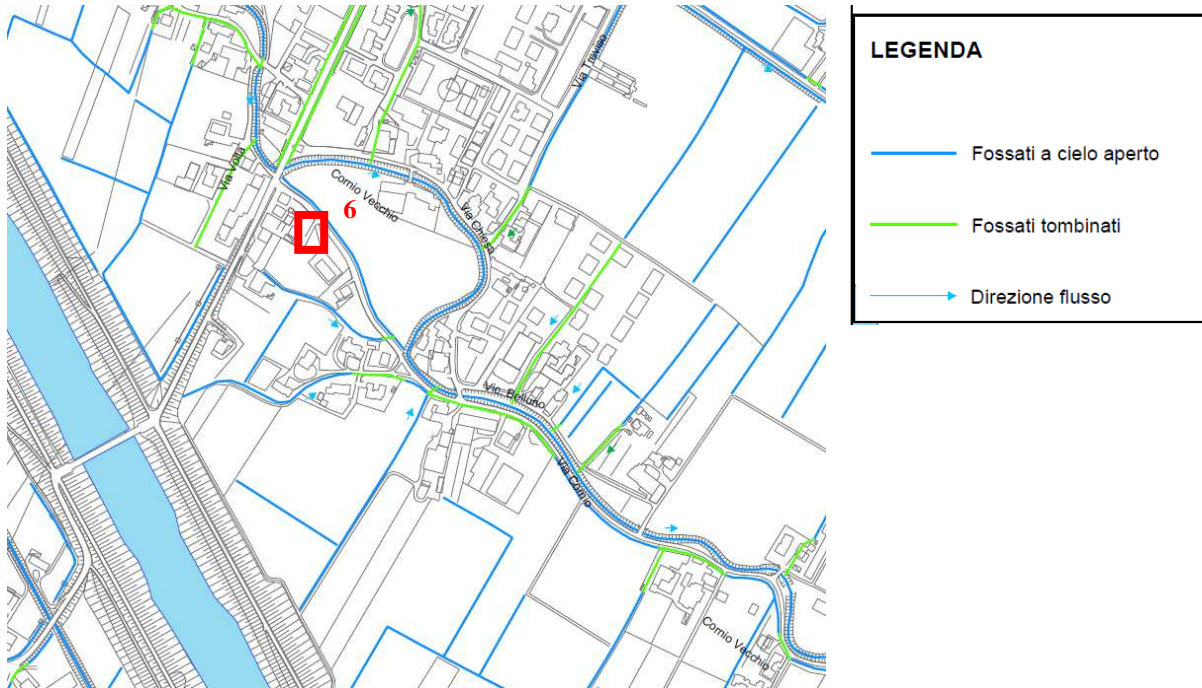 Via Treviso
Via Volta
Cornio Vecchio
6
Via Chiesa
Via Belluno
Via Cornio
Cornio Vecchio
LEGENDA
Fossati a cielo aperto
Fossati tombinati
Direzione flusso